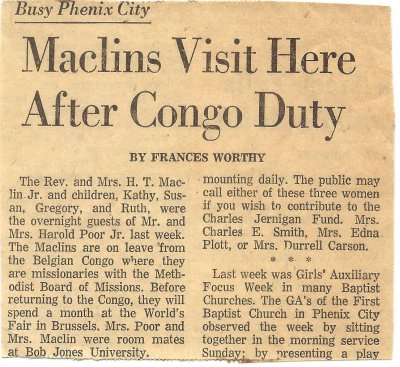 Busy Phenix City
Maclins Visit Here
After Congo Duty
BY FRANCES WORTHY
The Rev. and Mrs. H. T. Mac-
lin Jr. and children, Kathy, Sus-
an, Gregory, and Ruth, were
the overnight guests of Mr. and
Mrs. Harold Poor Jr. last week.
The Maclins are on leave from
the Belgian Congo where they
are missionaries with the Meth-
odist Board of Missions. Before
returning to the Congo, they will
spend a month at the World's
Fair in Brussels. Mrs. Poor and
Mrs. Maclin were room mates
at Bob Jones University.
mounting daily. The public may
call either of these three women
if you wish to contribute to the
Charles Jernigan Fund. Mrs.
Charles E. Smith, Mrs. Edna
Plott, or Mrs. Durrell Carson.
* * *
Last week was Girls' Auxiliary
Focus Week in many Baptist
Churches. The GA's of the First
Baptist Church in Phenix City
observed the week by sitting
together in the morning service
Sunday; by presenting a play